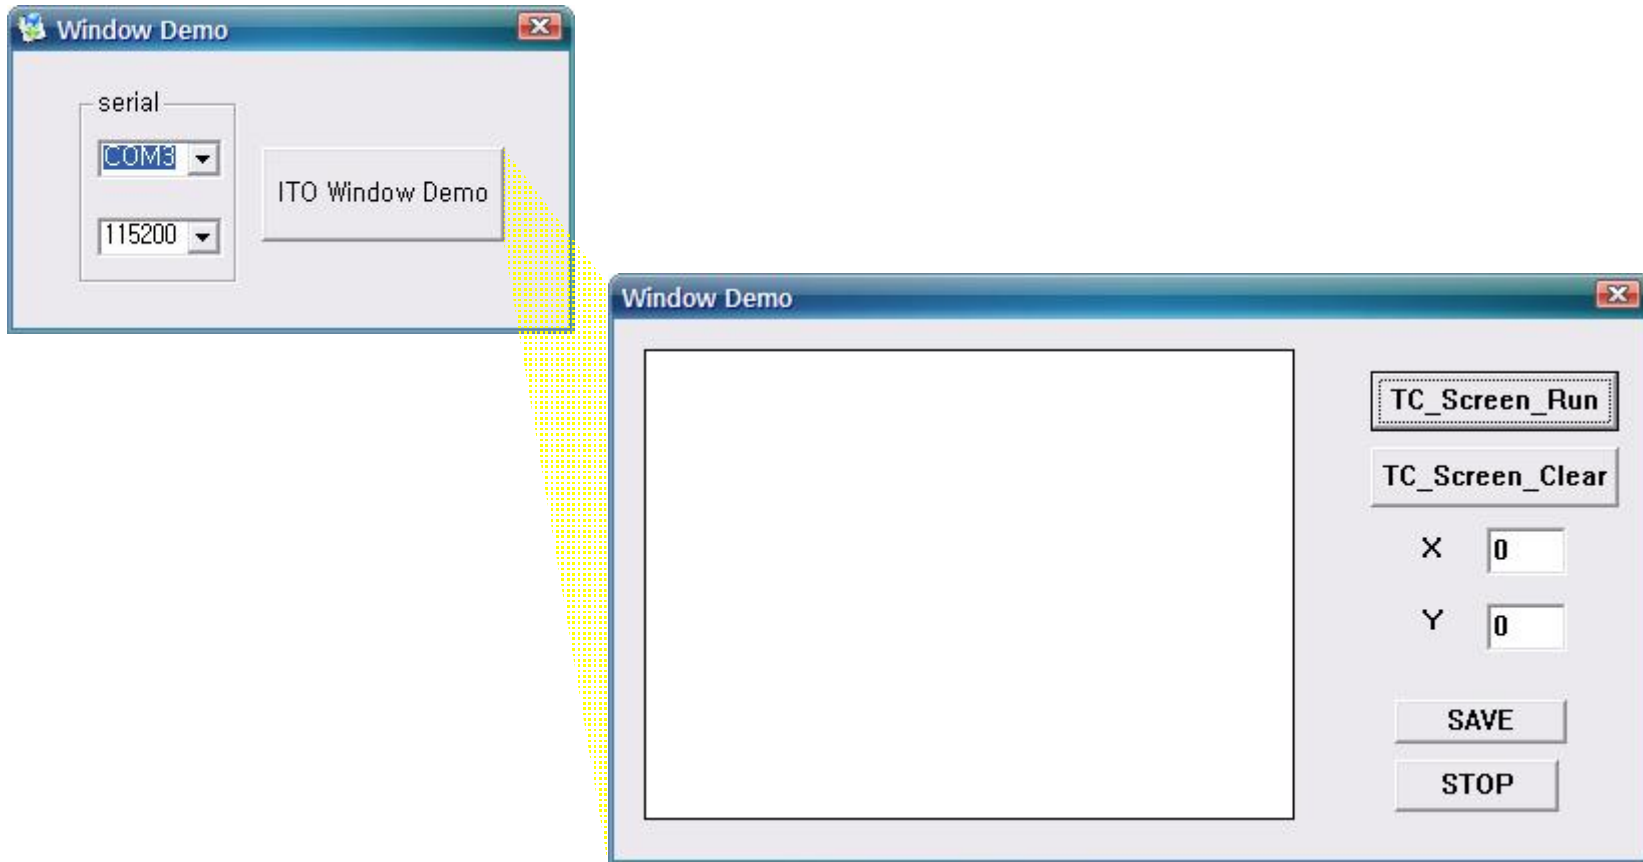 Window Demo
serial
COM3
115200
ITO Window Demo
Window Demo
TC_Screen_Run
TC_Screen_Clear
X 0
Y 0
SAVE
STOP